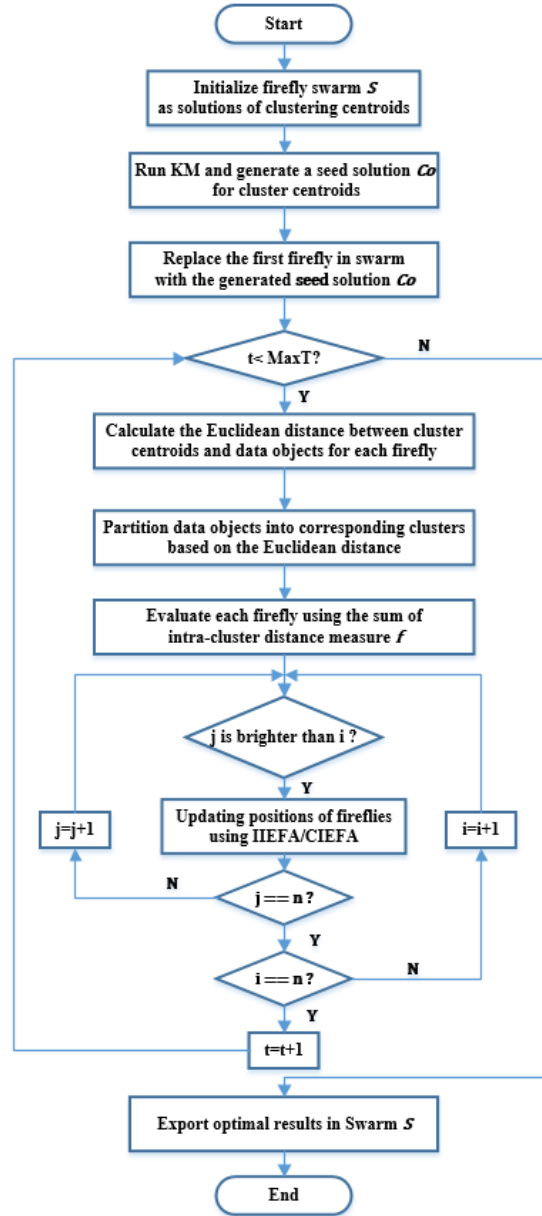 Start
Initialize firefly swarm S
as solutions of clustering centroids
Run KM and generate a seed solution Co
for cluster centroids
Replace the first firefly in swarm
with the generated seed solution Co
t< MaxT?
N
Y
Calculate the Euclidean distance between cluster
centroids and data objects for each firefly
Partition data objects into corresponding clusters
based on the Euclidean distance
Evaluate each firefly using the sum of
intra-cluster distance measure f
j is brighter than i ?
Y
j=j+1
Updating positions of fireflies
using IIEFA/CIEFA
i=i+1
N
j == n ?
Y
i == n?
N
Y
t=t+1
Export optimal results in Swarm S
End